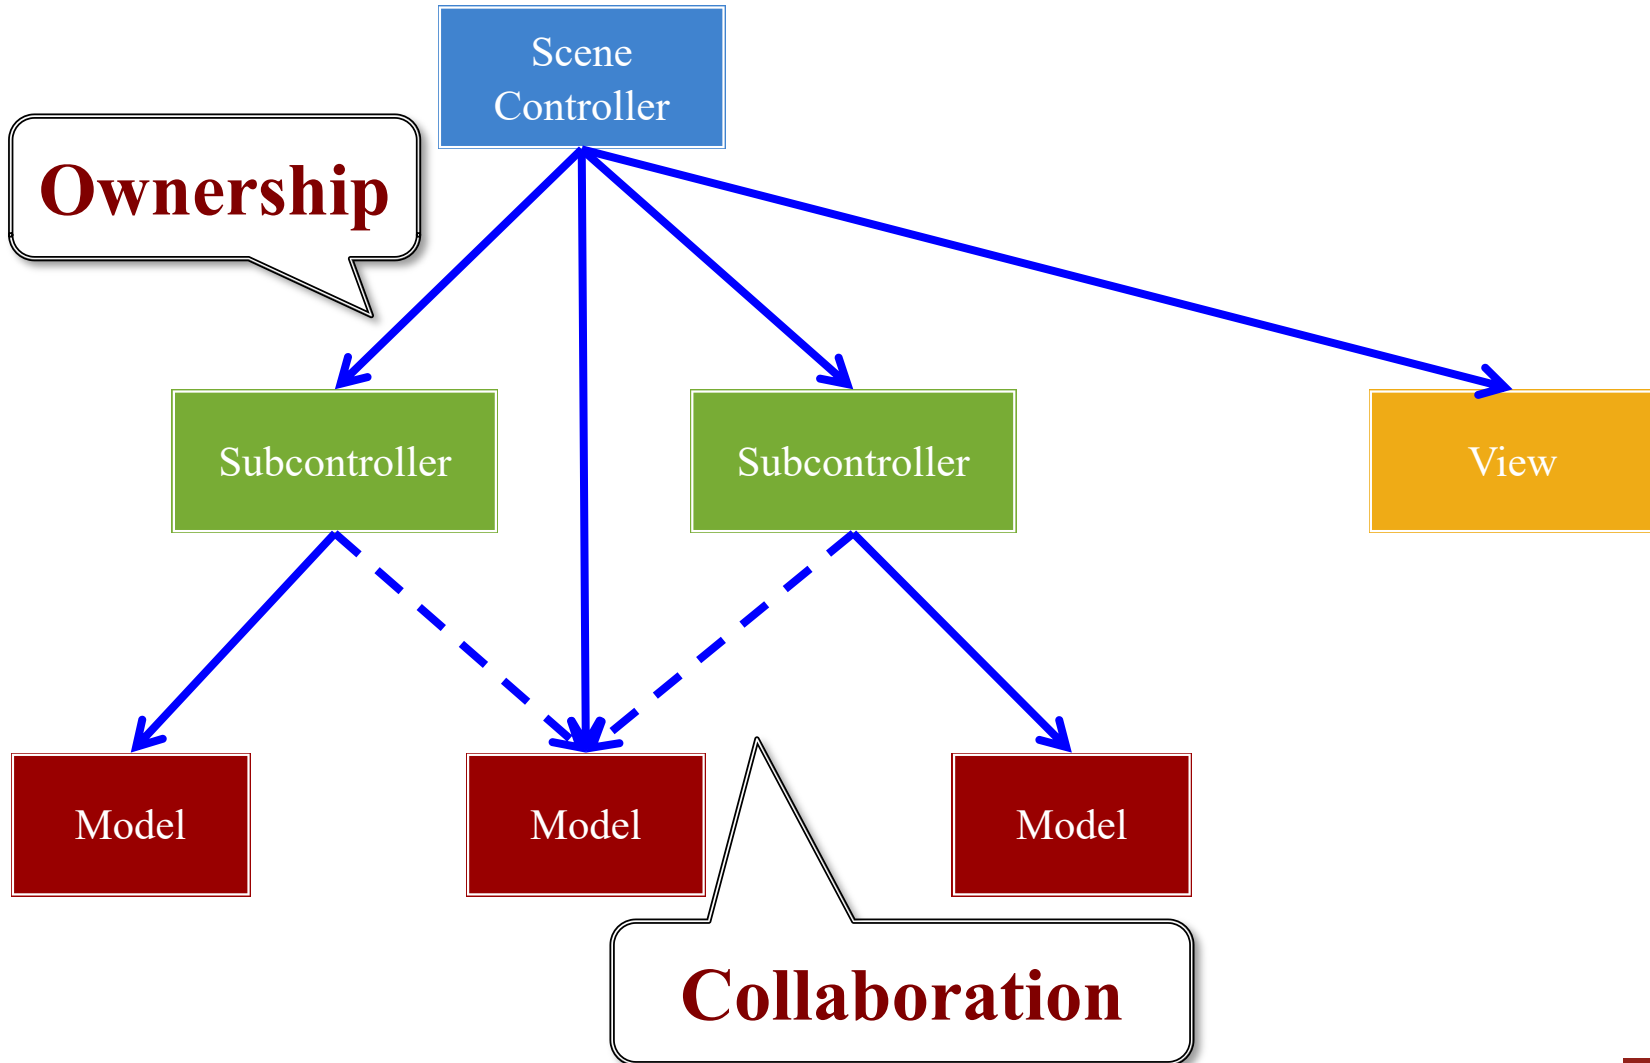 Scene
Controller
Ownership
Subcontroller
Subcontroller
View
Model
Model
Model
Collaboration